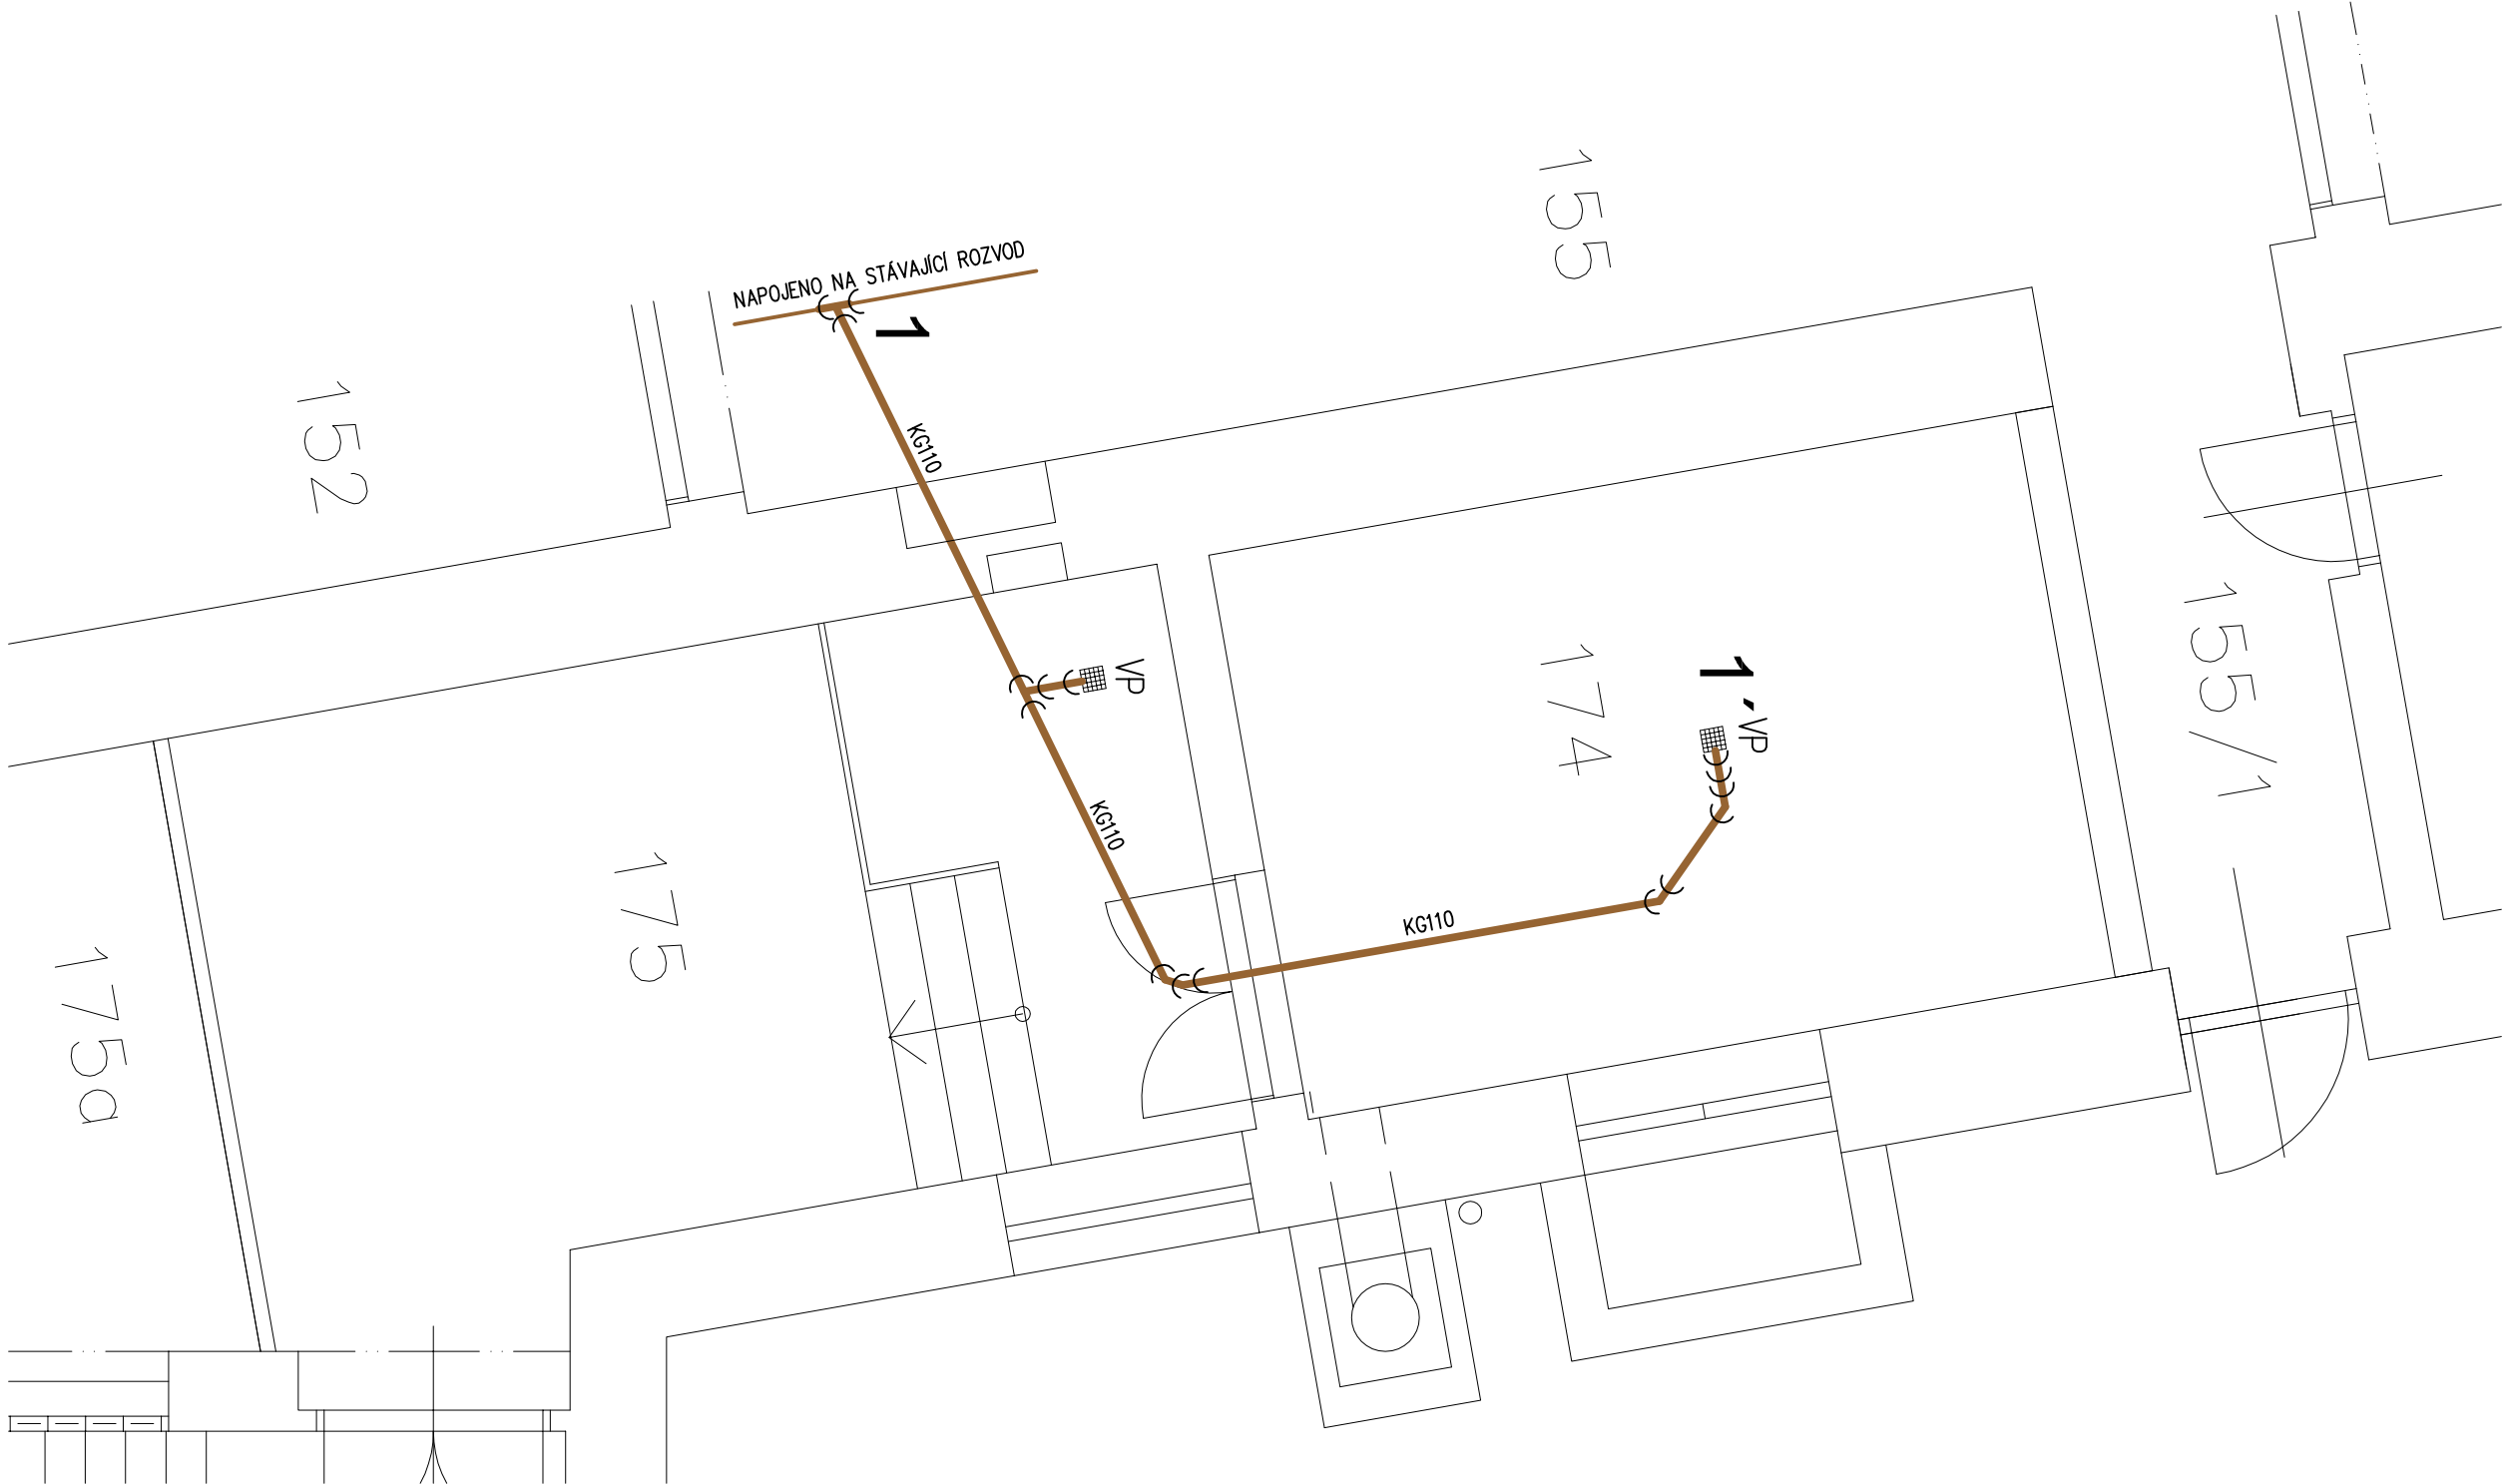 155
NAPOJENO NA STÁVAJÍCÍ ROZVOD
1
152
KG110
155/1
174
1´
VP
VP
KG110
175
KG110
175a